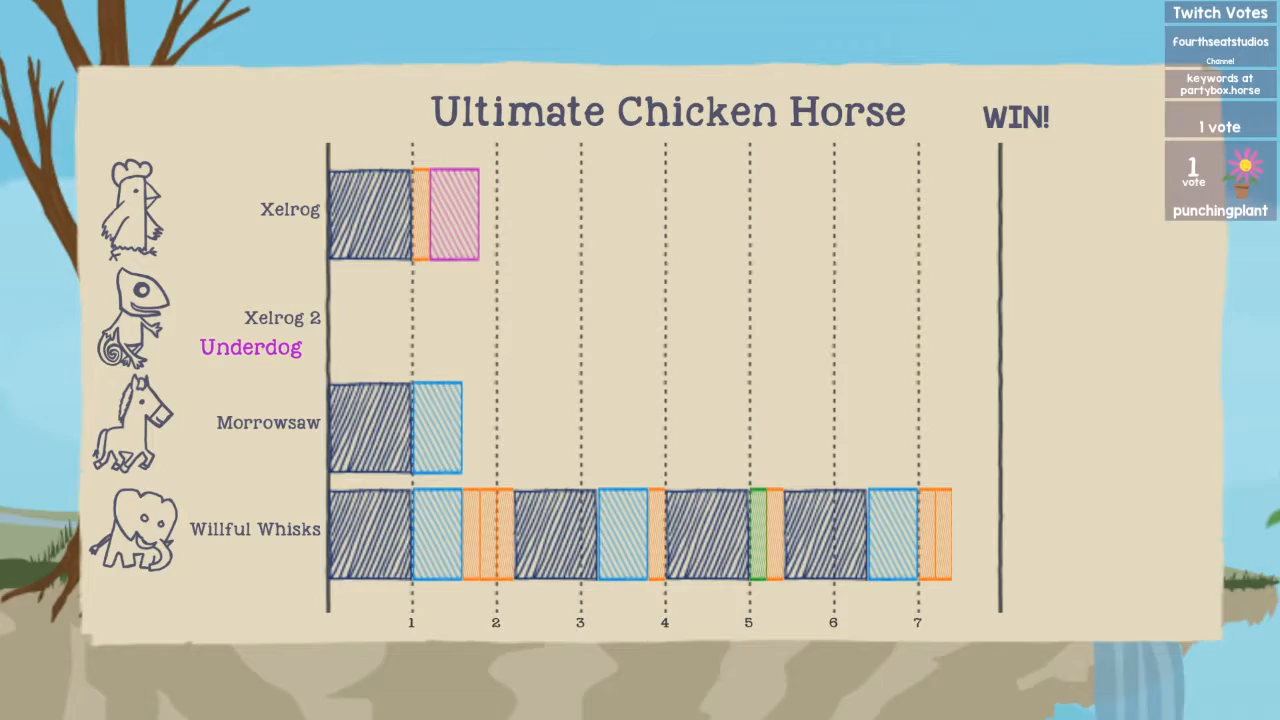 Ultimate Chicken Horse
WIN!
Xelrog
Xelrog 2
Underdog
Morrowsaw
Willful Whisks
1 2 3 4 5 6 7
Twitch Votes
fourthseatstudios
Channel
keywords at
partybox.horse
1 vote
1
vote
punchingplant